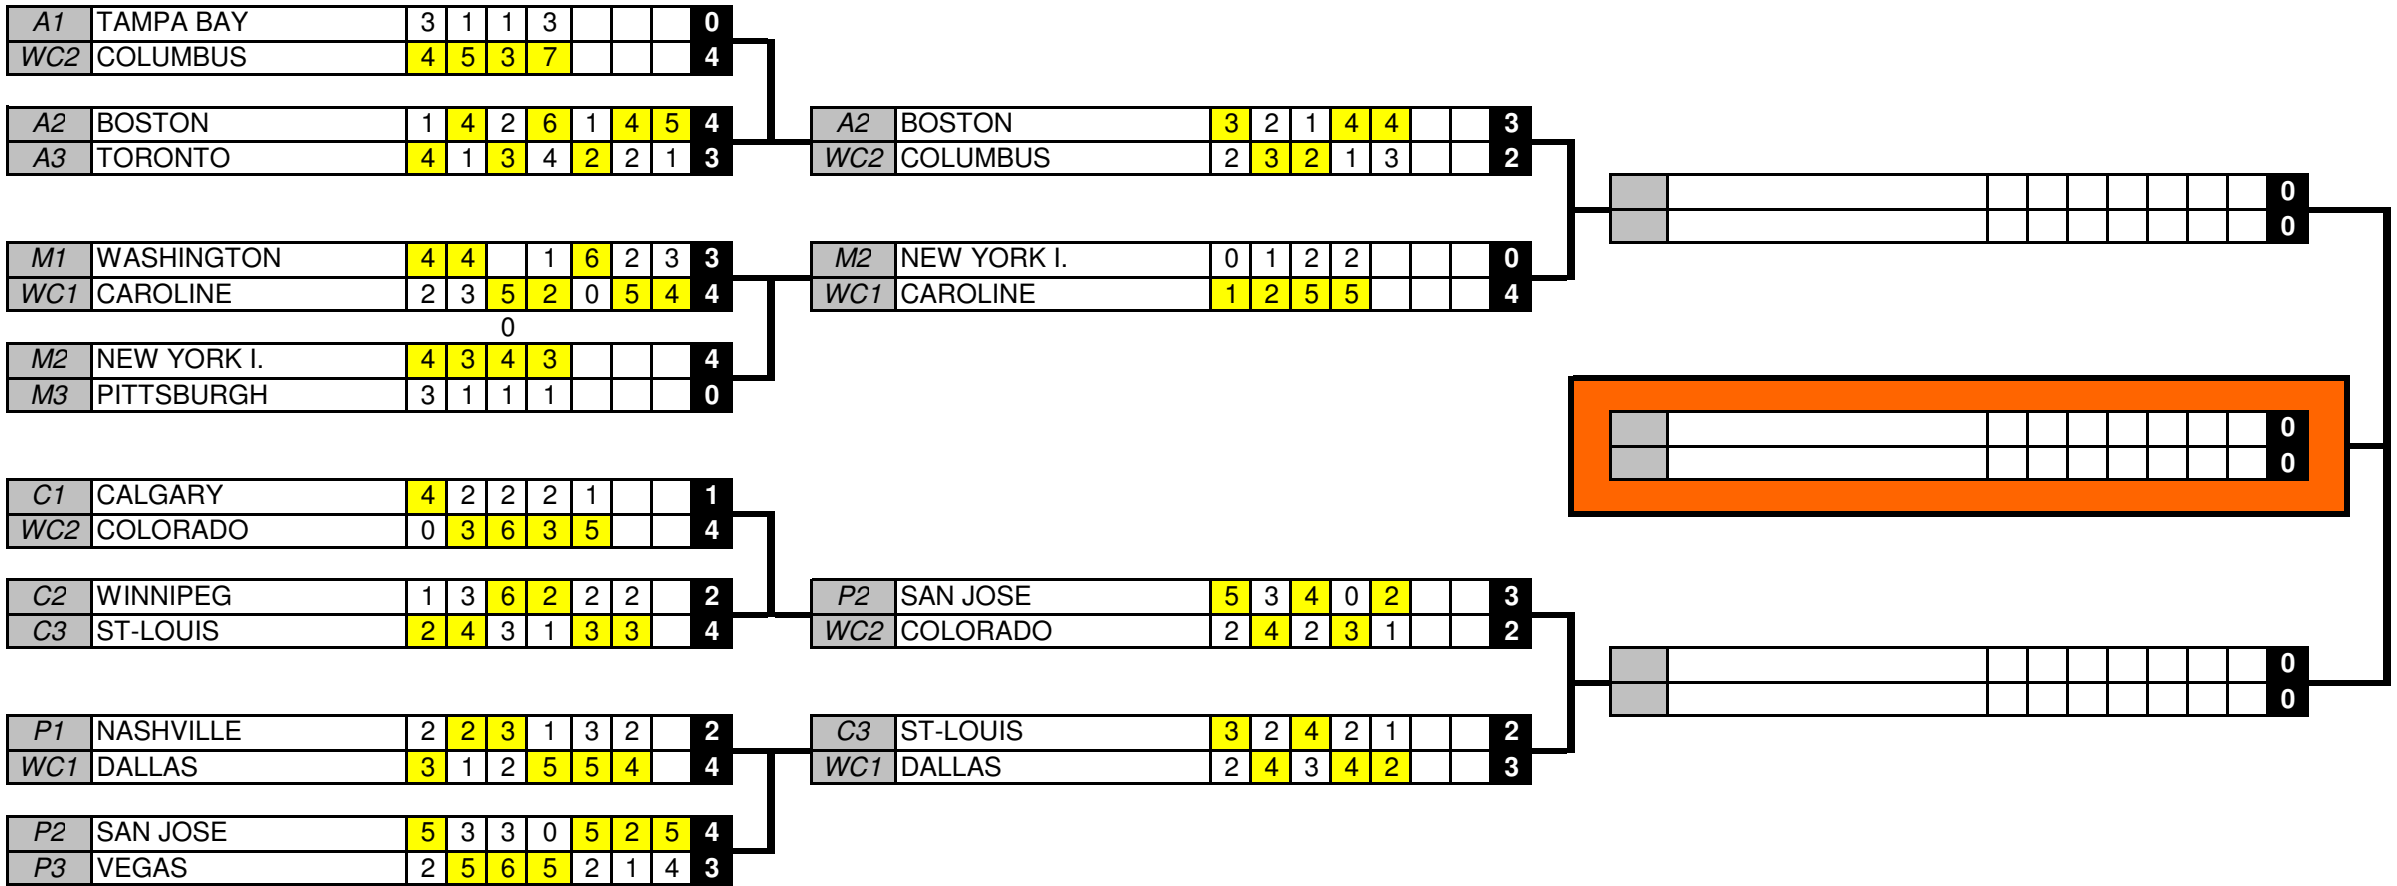 A1 TAMPA BAY 3 1 1 3 0
WC2 COLUMBUS 4 5 3 7 4
A2 BOSTON 1 4 2 6 1 4 5 4
A3 TORONTO 4 1 3 4 2 2 1 3
A2 BOSTON 3 2 1 4 4 3
WC2 COLUMBUS 2 3 2 1 3 2
0
0
M1 WASHINGTON 4 4 1 6 2 3 3
WC1 CAROLINE 2 3 5 2 0 5 4 4
0
M2 NEW YORK I. 0 1 2 2 0
WC1 CAROLINE 1 2 5 5 4
M2 NEW YORK I. 4 3 4 3 4
M3 PITTSBURGH 3 1 1 1 0
0
0
C1 CALGARY 4 2 2 2 1 1
WC2 COLORADO 0 3 6 3 5 4
C2 WINNIPEG 1 3 6 2 2 2 2
C3 ST-LOUIS 2 4 3 1 3 3 4
P2 SAN JOSE 5 3 4 0 2 3
WC2 COLORADO 2 4 2 3 1 2
0
0
P1 NASHVILLE 2 2 3 1 3 2 2
WC1 DALLAS 3 1 2 5 5 4 4
C3 ST-LOUIS 3 2 4 2 1 2
WC1 DALLAS 2 4 3 4 2 3
P2 SAN JOSE 5 3 3 0 5 2 5 4
P3 VEGAS 2 5 6 5 2 1 4 3